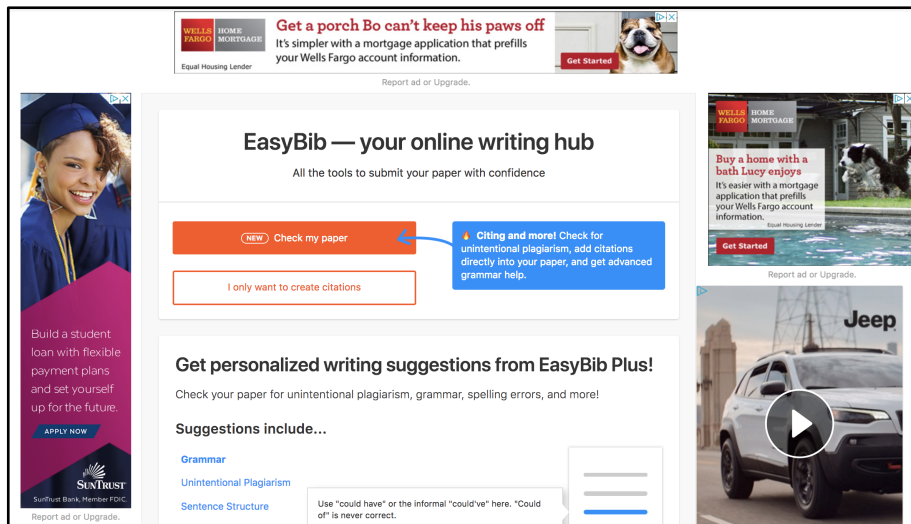 WELLS FARGO HOME MORTGAGE
Equal Housing Lender
Get a porch Bo can't keep his paws off
It's simpler with a mortgage application that prefills
your Wells Fargo account information.
Get Started
Report ad or Upgrade.
EasyBib — your online writing hub
All the tools to submit your paper with confidence
NEW Check my paper
I only want to create citations
🔥 Citing and more! Check for
unintentional plagiarism, add citations
directly into your paper, and get advanced
grammar help.
Get personalized writing suggestions from EasyBib Plus!
Check your paper for unintentional plagiarism, grammar, spelling errors, and more!
Suggestions include...
Grammar
Unintentional Plagiarism
Sentence Structure
Use "could have" or the informal "could've" here. "Could
of" is never correct.
Build a student
loan with flexible
payment plans
and set yourself
up for the future.
APPLY NOW
SUNTRUST
SunTrust Bank, Member FDIC.
Report ad or Upgrade.
WELLS FARGO HOME MORTGAGE
Buy a home with a
bath Lucy enjoys
It's easier with a mortgage
application that prefills
your Wells Fargo account
information.
Equal Housing Lender
Get Started
Report ad or Upgrade.
Jeep